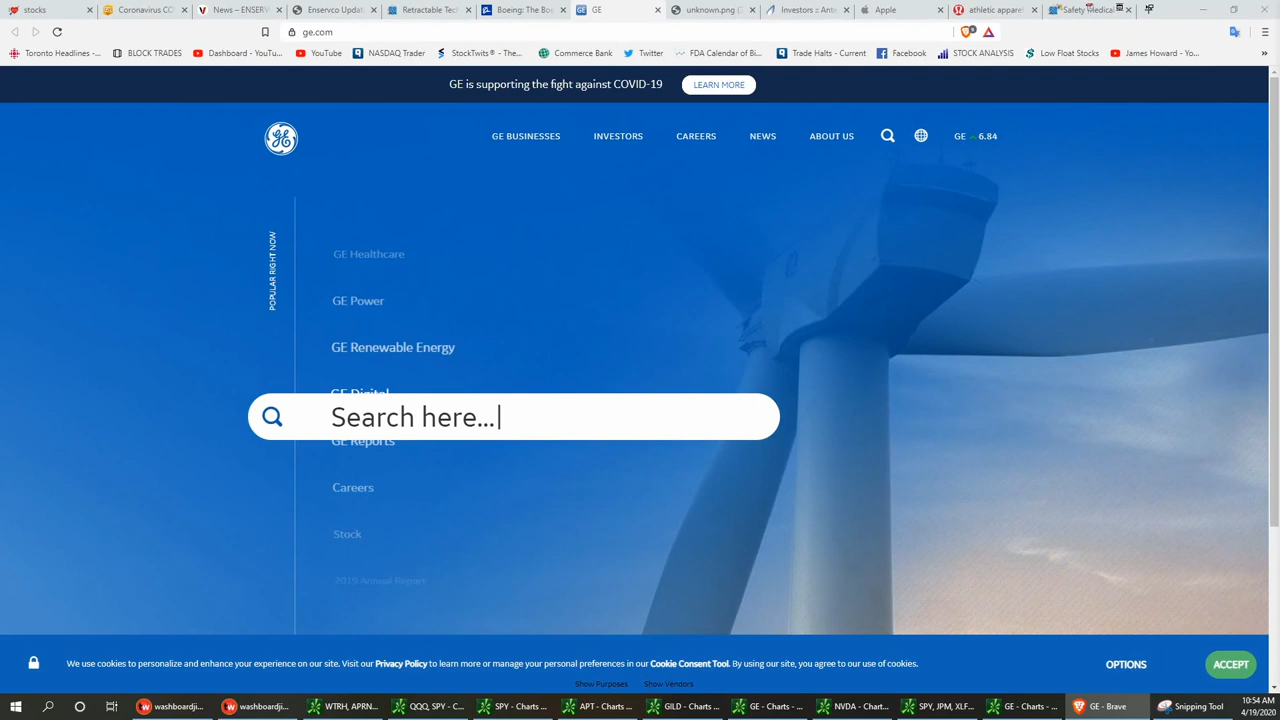 stocks
Coronavirus CO
News – ENSERV
Enservco Updat
Retractable Tech
Boeing: The Boe
GE
unknown.png (3
Investors :: Ante
Apple
athletic appare
Safety Medical
ge.com
Toronto Headlines -...
BLOCK TRADES
Dashboard - YouTu...
YouTube
NASDAQ Trader
StockTwits® - The...
Commerce Bank
Twitter
FDA Calendar of Bi...
Trade Halts - Current
Facebook
STOCK ANALYSIS
Low Float Stocks
James Howard - Yo...
»
GE is supporting the fight against COVID-19
LEARN MORE
GE BUSINESSES
INVESTORS
CAREERS
NEWS
ABOUT US
GE 6.84
POPULAR RIGHT NOW
GE Healthcare
GE Power
GE Renewable Energy
GE Digital
Search here...
GE Reports
Careers
Stock
2019 Annual Report
We use cookies to personalize and enhance your experience on our site. Visit our Privacy Policy to learn more or manage your personal preferences in our Cookie Consent Tool. By using our site, you agree to our use of cookies.
OPTIONS
ACCEPT
Show Purposes
Show Vendors
washboardji...
washboardji...
WTRH, APRN...
QQQ, SPY - C...
SPY - Charts ...
APT - Charts ...
GILD - Charts ...
GE - Charts - ...
NVDA - Chart...
SPY, JPM, XLF...
GE - Charts - ...
GE - Brave
Snipping Tool
10:54 AM
4/19/2020